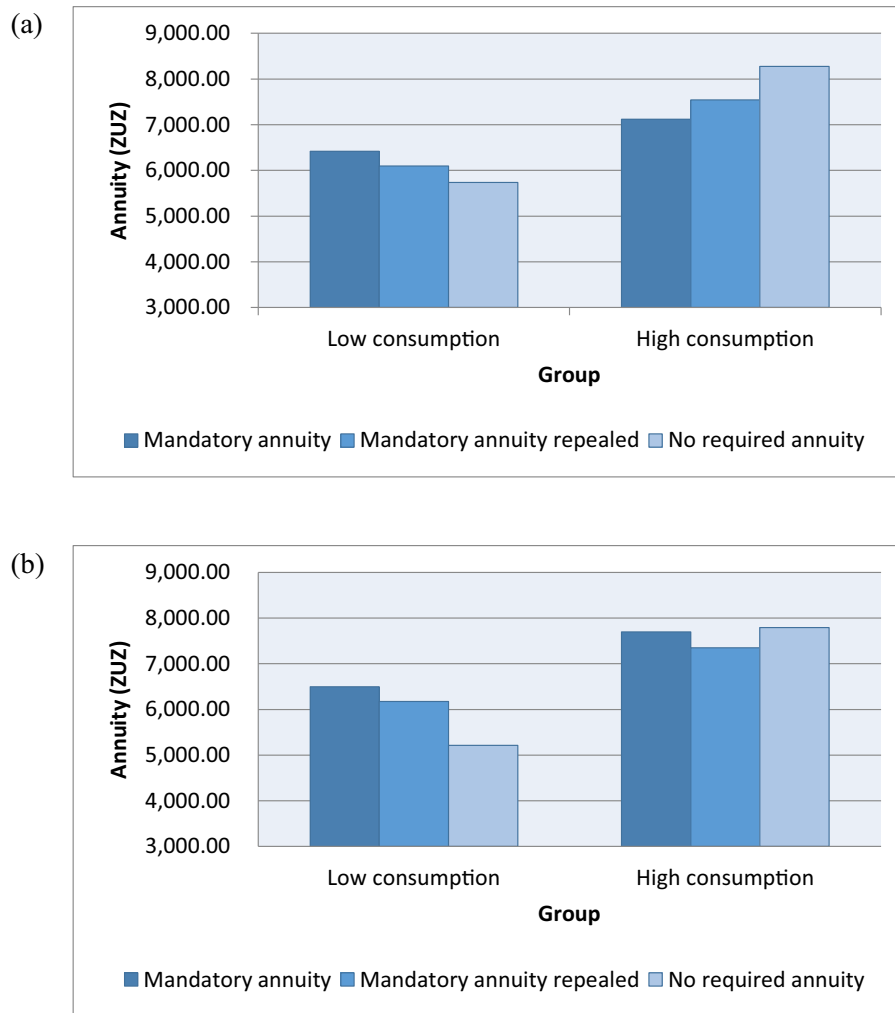 (a)
9,000.00
8,000.00
7,000.00
6,000.00
5,000.00
4,000.00
3,000.00
Annuity (ZUZ)
Low consumption High consumption
Group
Mandatory annuity Mandatory annuity repealed No required annuity
(b)
9,000.00
8,000.00
7,000.00
6,000.00
5,000.00
4,000.00
3,000.00
Annuity (ZUZ)
Low consumption High consumption
Group
Mandatory annuity Mandatory annuity repealed No required annuity